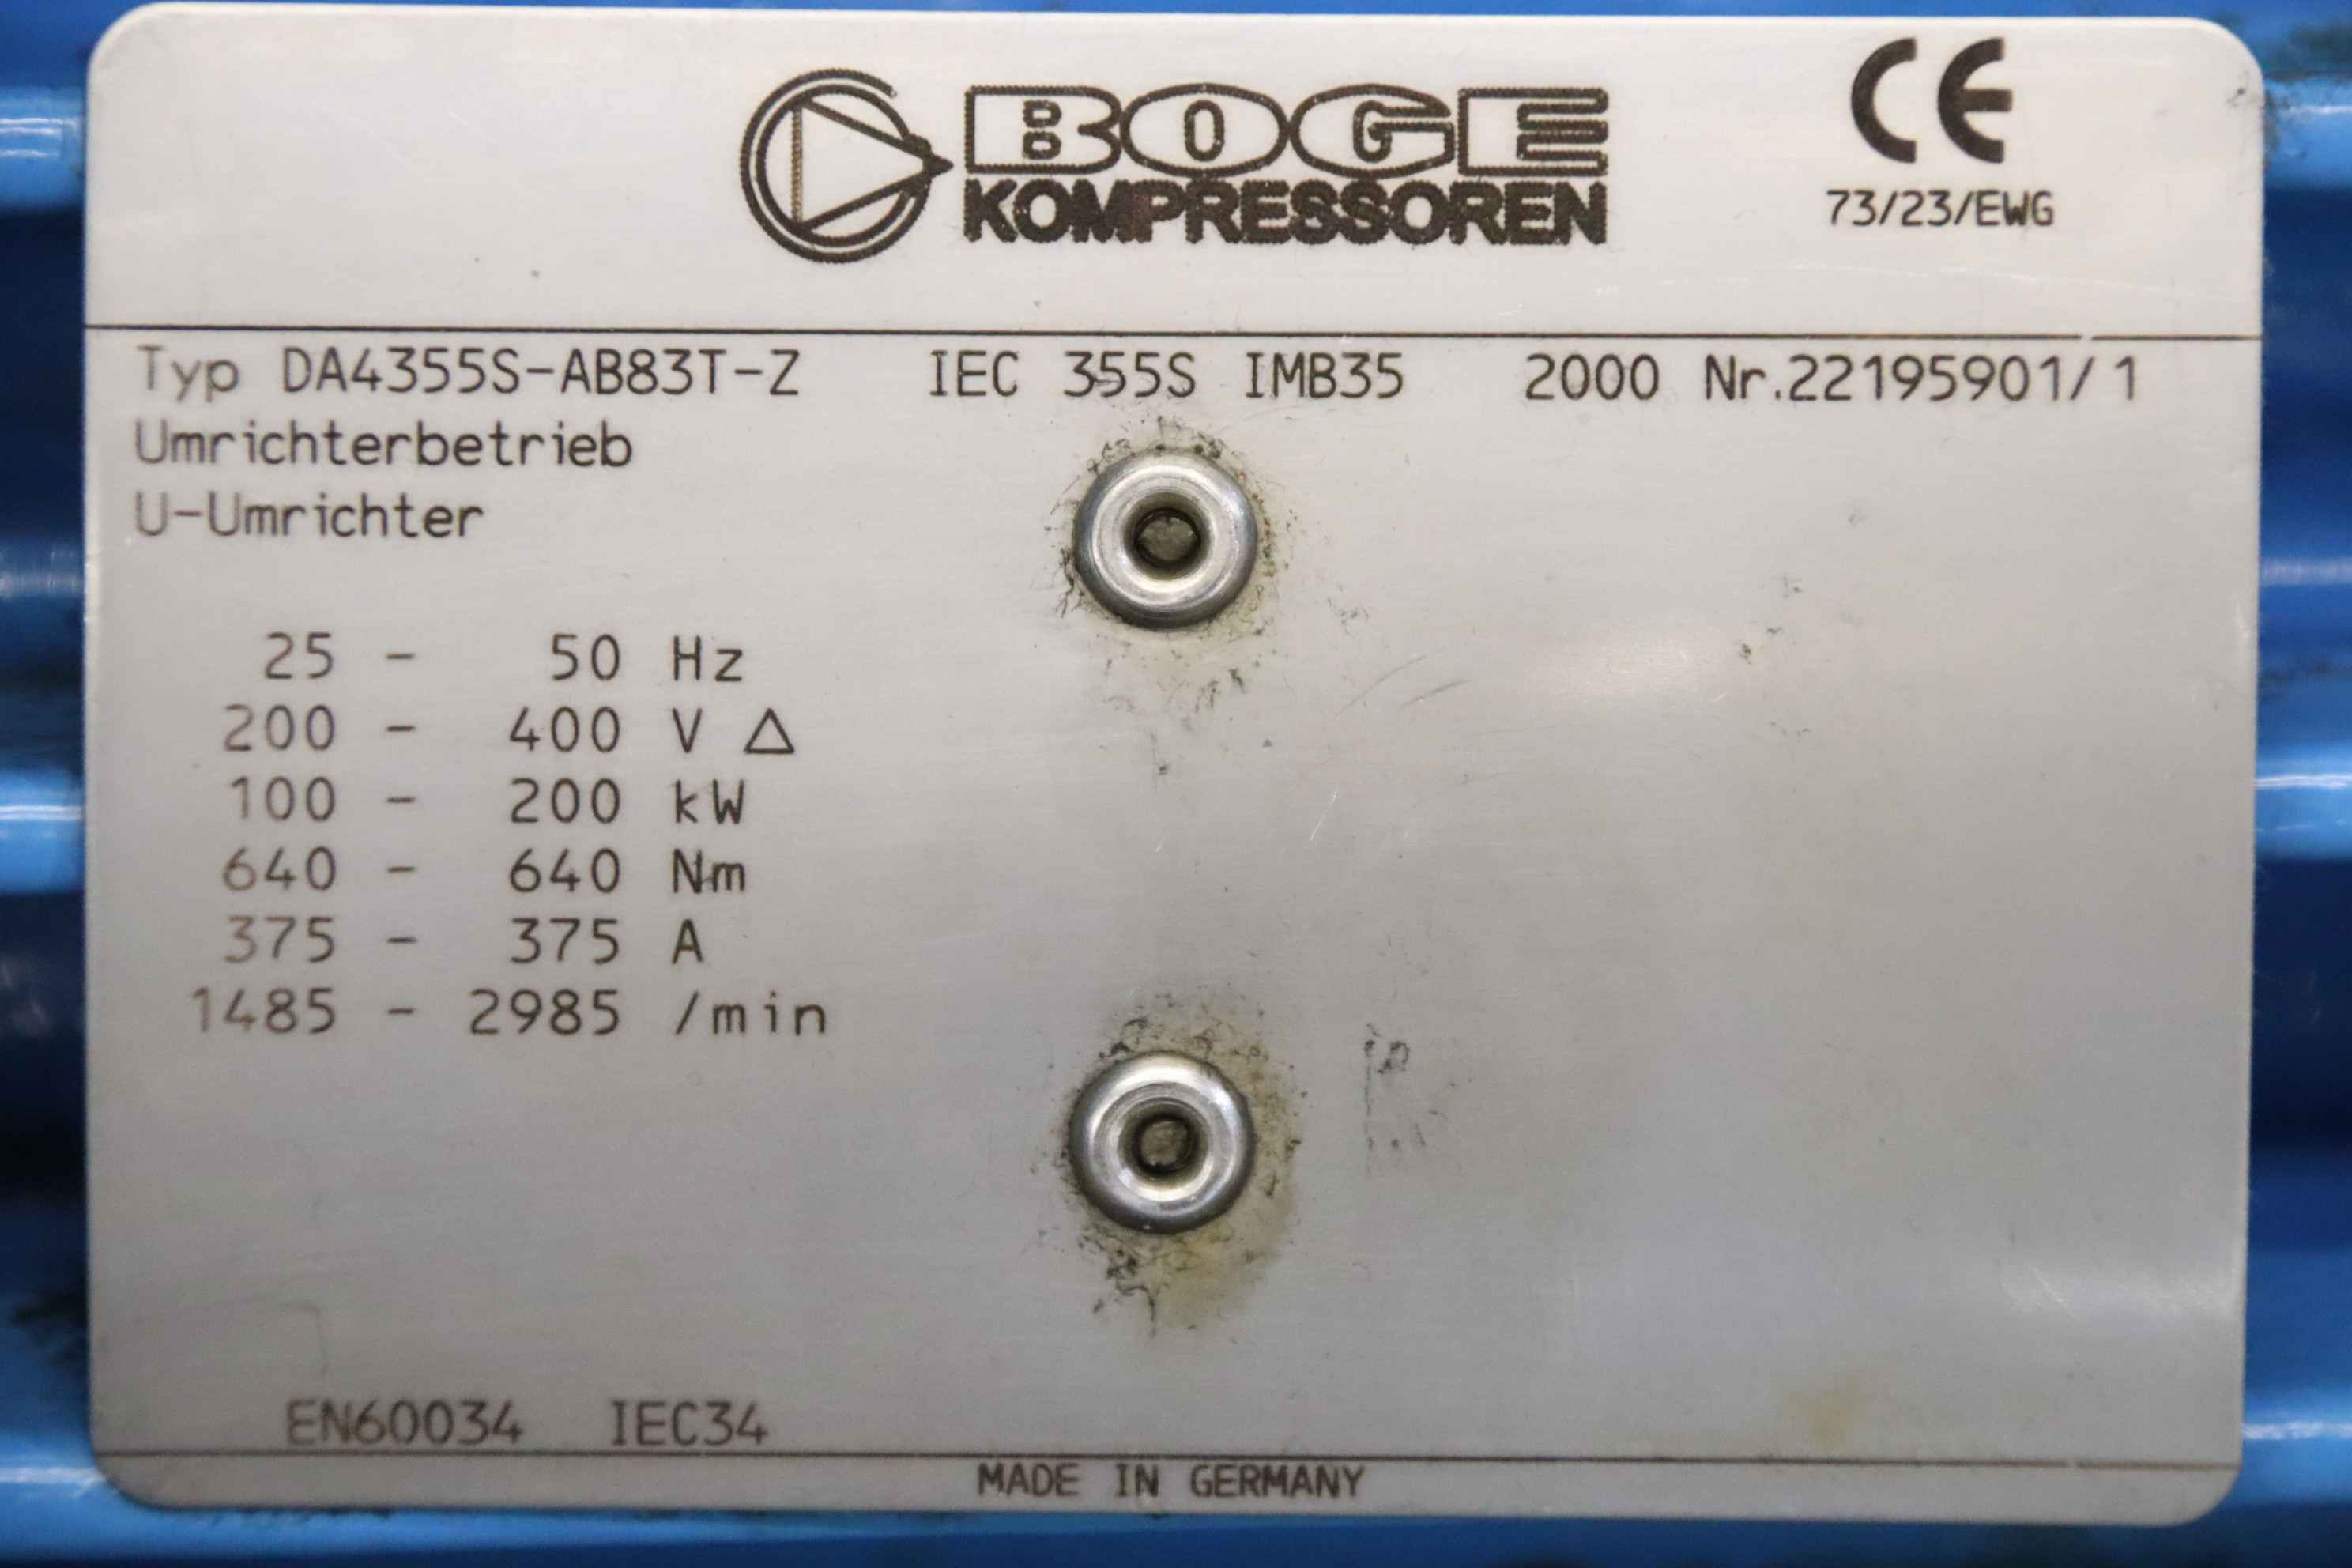 BOGE
KOMPRESSOREN
CE
73/23/EWG
Typ DA4355S-AB83T-Z IEC 355S IMB35 2000 Nr.22195901/1
Umrichterbetrieb
U-Umrichter
25 - 50 Hz
200 - 400 V △
100 - 200 kW
640 - 640 Nm
375 - 375 A
1485 - 2985 /min
EN60034 IEC34
MADE IN GERMANY